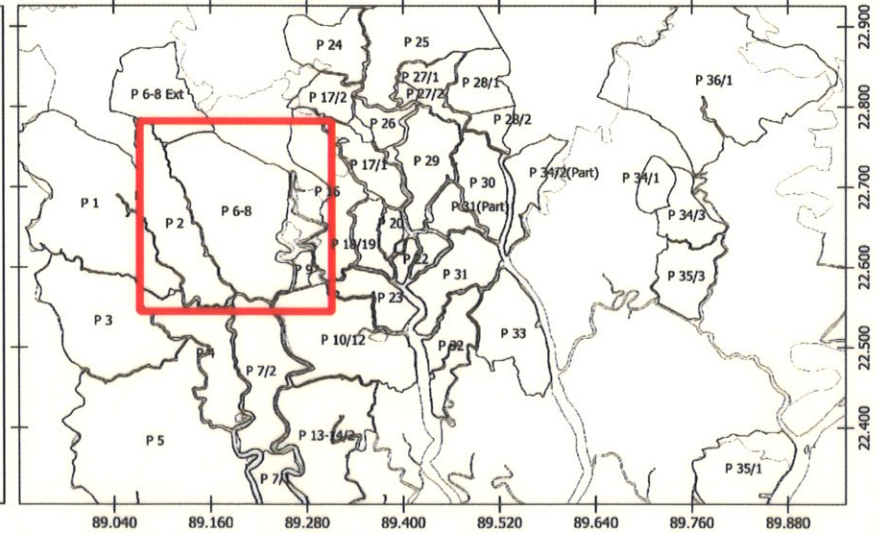 P 24
P 25
22.900
P 27/1
P 28/1
P 36/1
P 6-8 Ext
P 17/2
P 27/2
22.800
P 26
P 28/2
P 17/1
P 29
P 34/2(Part)
P 30
P 34/1
22.700
P 1
P 2
P 6-8
P 16
P 31(Part)
P 20
P 34/3
P 18/19
P 22
22.600
P 9
P 31
P 35/3
P 23
P 3
P 10/12
P 33
22.500
P 4
P 32
P 7/2
22.400
P 5
P 13-14/2
P 35/1
P 7/
89.040 89.160 89.280 89.400 89.520 89.640 89.760 89.880